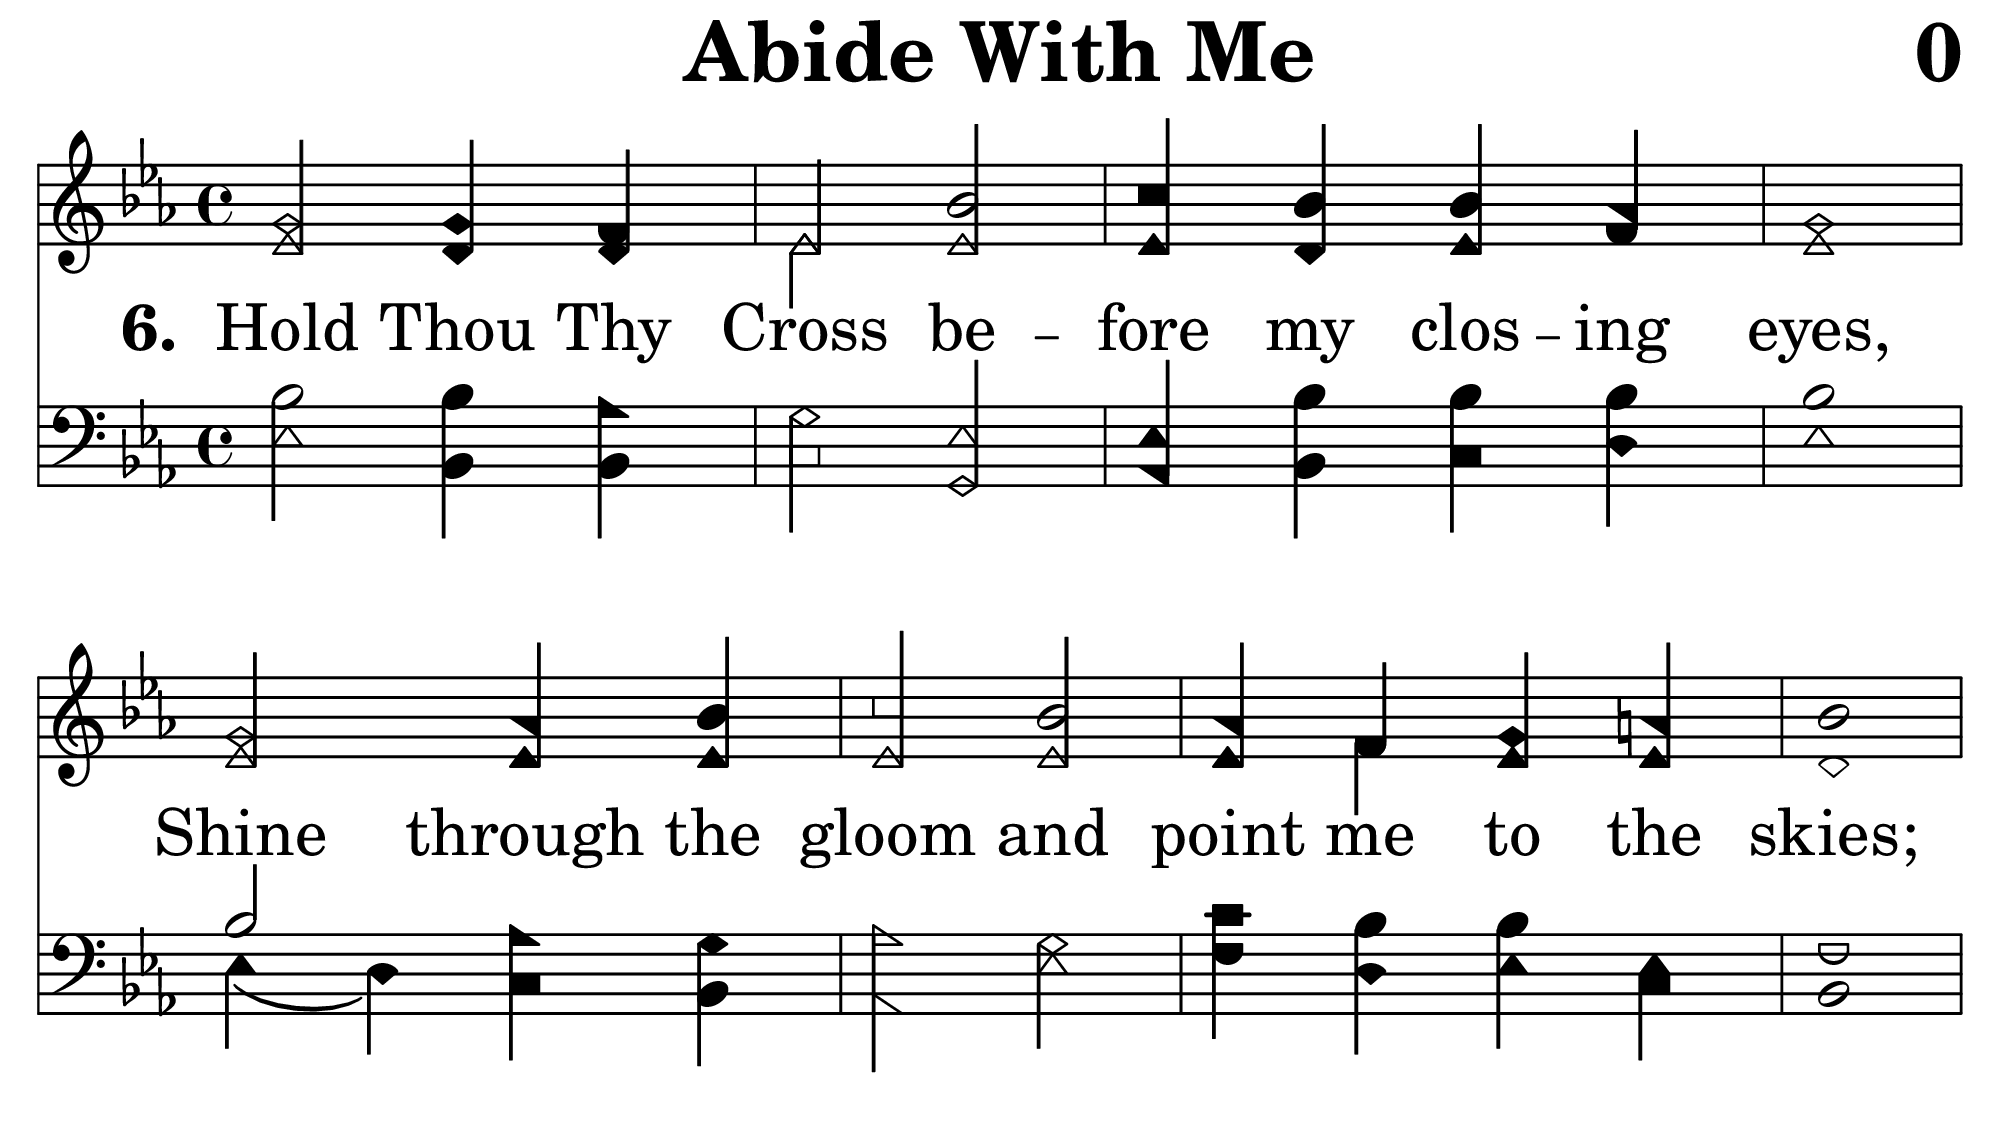 Abide With Me 0
6. Hold Thou Thy Cross be – fore my clos – ing eyes,
Shine through the gloom and point me to the skies;